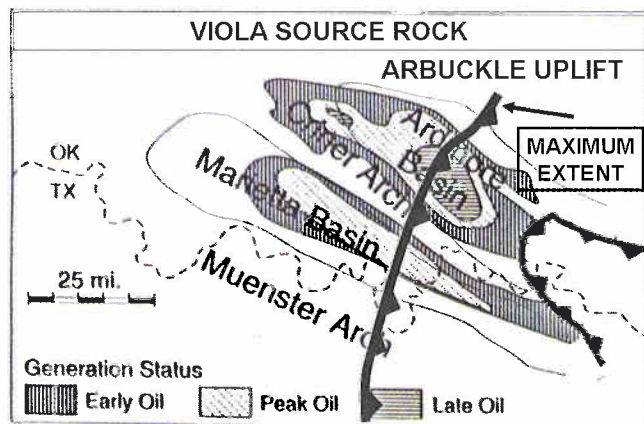 VIOLA SOURCE ROCK
ARBUCKLE UPLIFT
Ardmore
Basin
MAXIMUM
EXTENT
OK
TX
Arch
Marietta
Basin
25 mi.
Muenster Arch
Generation Status
Early Oil
Peak Oil
Late Oil